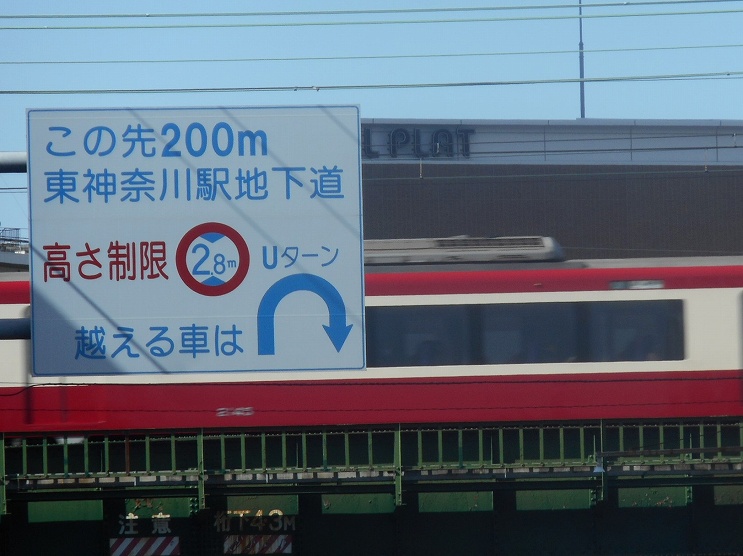 L PLAT
この先200m
東神奈川駅地下道
高さ制限 2.8m Uターン
越える車は
注意
桁下4.3M